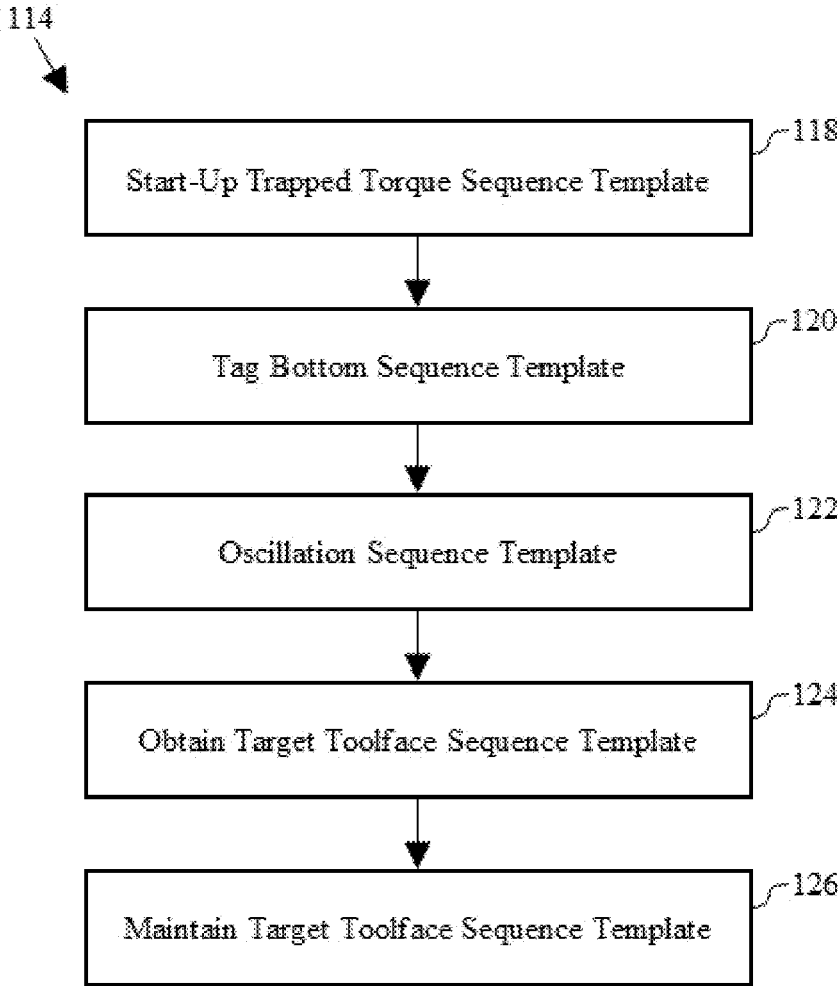 114
118
Start-Up Trapped Torque Sequence Template
120
Tag Bottom Sequence Template
122
Oscillation Sequence Template
124
Obtain Target Toolface Sequence Template
126
Maintain Target Toolface Sequence Template